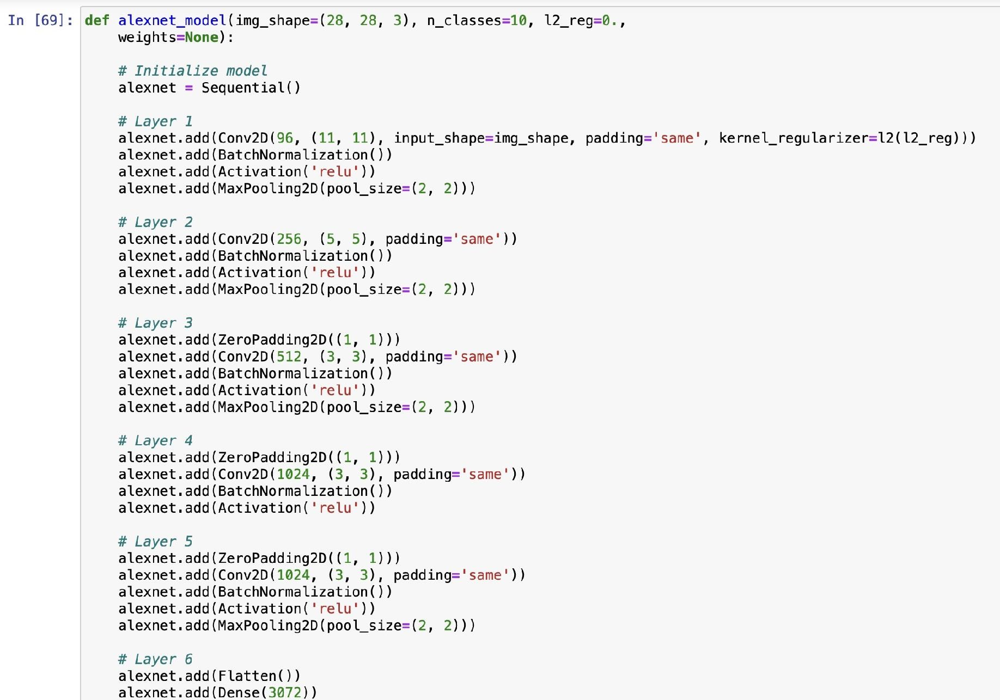 In [69]: def alexnet_model(img_shape=(28, 28, 3), n_classes=10, l2_reg=0.,
    weights=None):

    # Initialize model
    alexnet = Sequential()

    # Layer 1
    alexnet.add(Conv2D(96, (11, 11), input_shape=img_shape, padding='same', kernel_regularizer=l2(l2_reg)))
    alexnet.add(BatchNormalization())
    alexnet.add(Activation('relu'))
    alexnet.add(MaxPooling2D(pool_size=(2, 2)))

    # Layer 2
    alexnet.add(Conv2D(256, (5, 5), padding='same'))
    alexnet.add(BatchNormalization())
    alexnet.add(Activation('relu'))
    alexnet.add(MaxPooling2D(pool_size=(2, 2)))

    # Layer 3
    alexnet.add(ZeroPadding2D((1, 1)))
    alexnet.add(Conv2D(512, (3, 3), padding='same'))
    alexnet.add(BatchNormalization())
    alexnet.add(Activation('relu'))
    alexnet.add(MaxPooling2D(pool_size=(2, 2)))

    # Layer 4
    alexnet.add(ZeroPadding2D((1, 1)))
    alexnet.add(Conv2D(1024, (3, 3), padding='same'))
    alexnet.add(BatchNormalization())
    alexnet.add(Activation('relu'))

    # Layer 5
    alexnet.add(ZeroPadding2D((1, 1)))
    alexnet.add(Conv2D(1024, (3, 3), padding='same'))
    alexnet.add(BatchNormalization())
    alexnet.add(Activation('relu'))
    alexnet.add(MaxPooling2D(pool_size=(2, 2)))

    # Layer 6
    alexnet.add(Flatten())
    alexnet.add(Dense(3072))